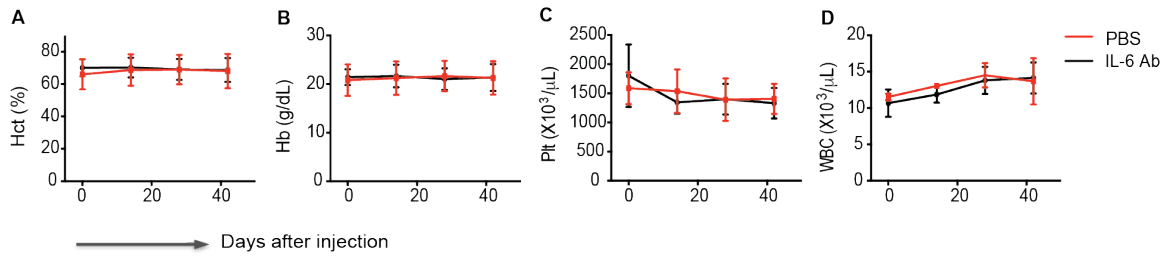 A
Hct (%)
80
60
40
20
0
0 20 40
B
Hb (g/dL)
30
20
10
0
0 20 40
C
Plt (X10³/µL)
2500
2000
1500
1000
500
0
0 20 40
D
WBC (X10³/µL)
20
15
10
5
0
0 20 40
PBS
IL-6 Ab
Days after injection